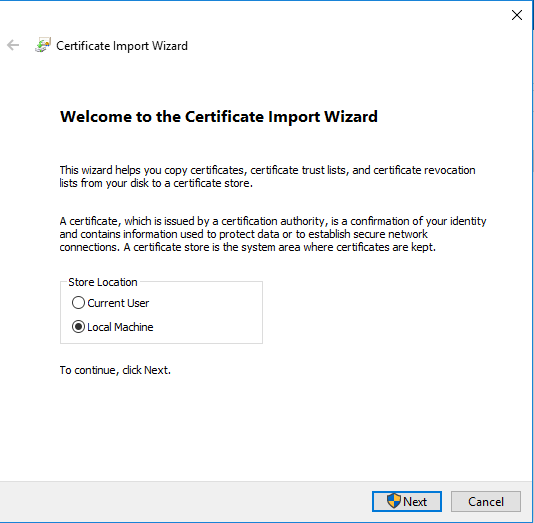 Certificate Import Wizard
Welcome to the Certificate Import Wizard
This wizard helps you copy certificates, certificate trust lists, and certificate revocation
lists from your disk to a certificate store.
A certificate, which is issued by a certification authority, is a confirmation of your identity
and contains information used to protect data or to establish secure network
connections. A certificate store is the system area where certificates are kept.
Store Location
Current User
Local Machine
To continue, click Next.
Next
Cancel